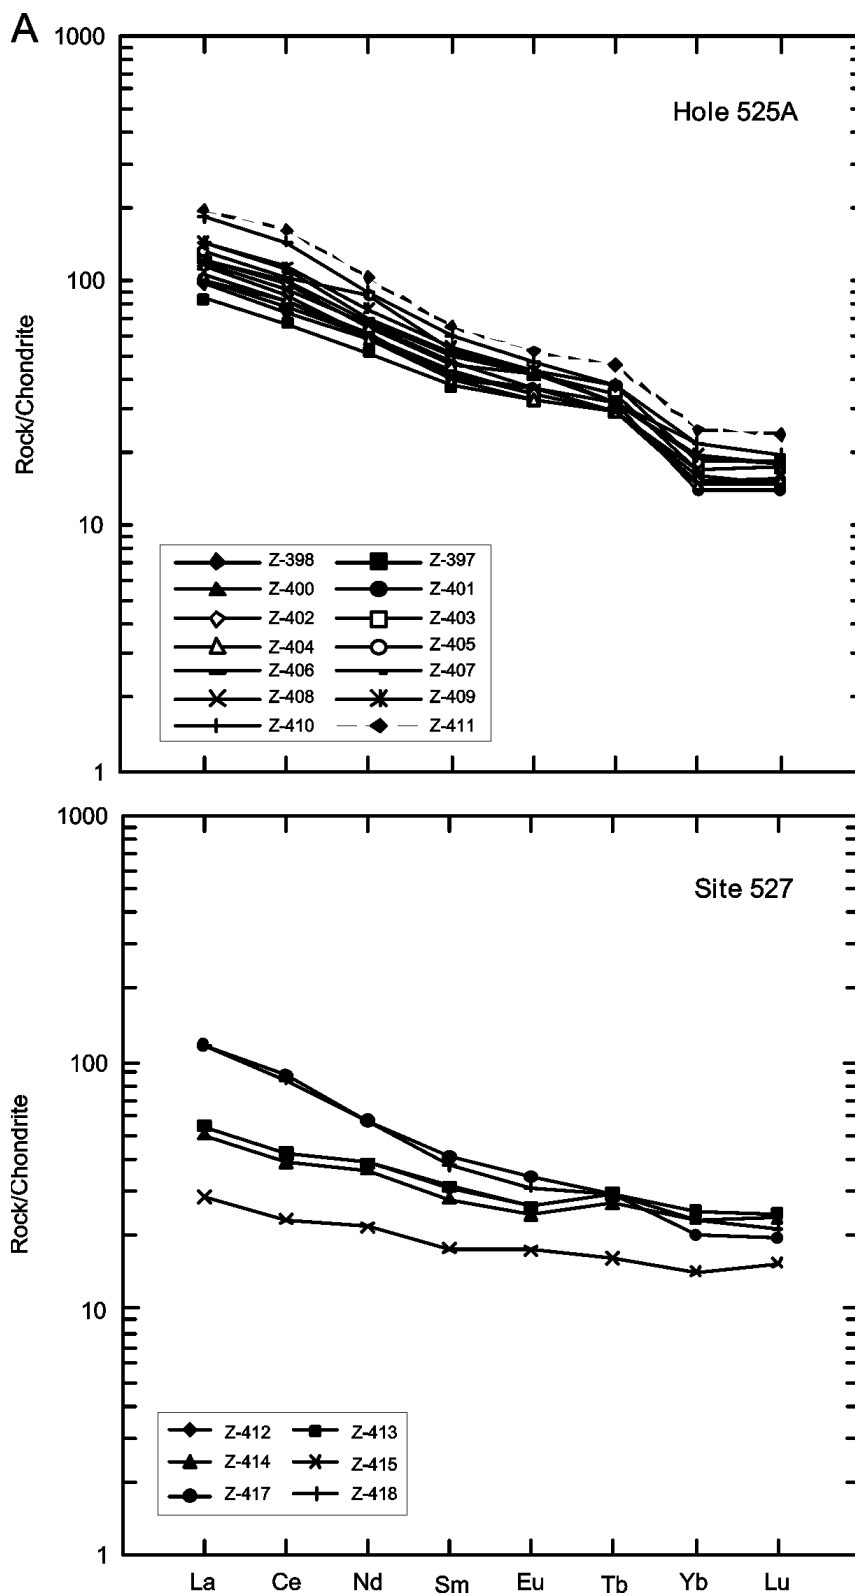 A
1000
Hole 525A
100
Rock/Chondrite
10
Z-398 Z-397
Z-400 Z-401
Z-402 Z-403
Z-404 Z-405
Z-406 Z-407
Z-408 Z-409
Z-410 Z-411
1
1000
Site 527
100
Rock/Chondrite
10
Z-412 Z-413
Z-414 Z-415
Z-417 Z-418
1
La Ce Nd Sm Eu Tb Yb Lu